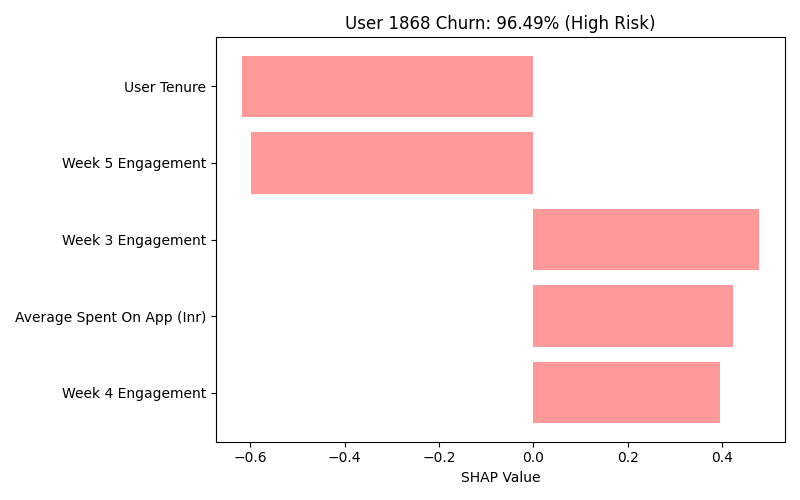 User 1868 Churn: 96.49% (High Risk)
User Tenure
Week 5 Engagement
Week 3 Engagement
Average Spent On App (Inr)
Week 4 Engagement
−0.6 −0.4 −0.2 0.0 0.2 0.4
SHAP Value